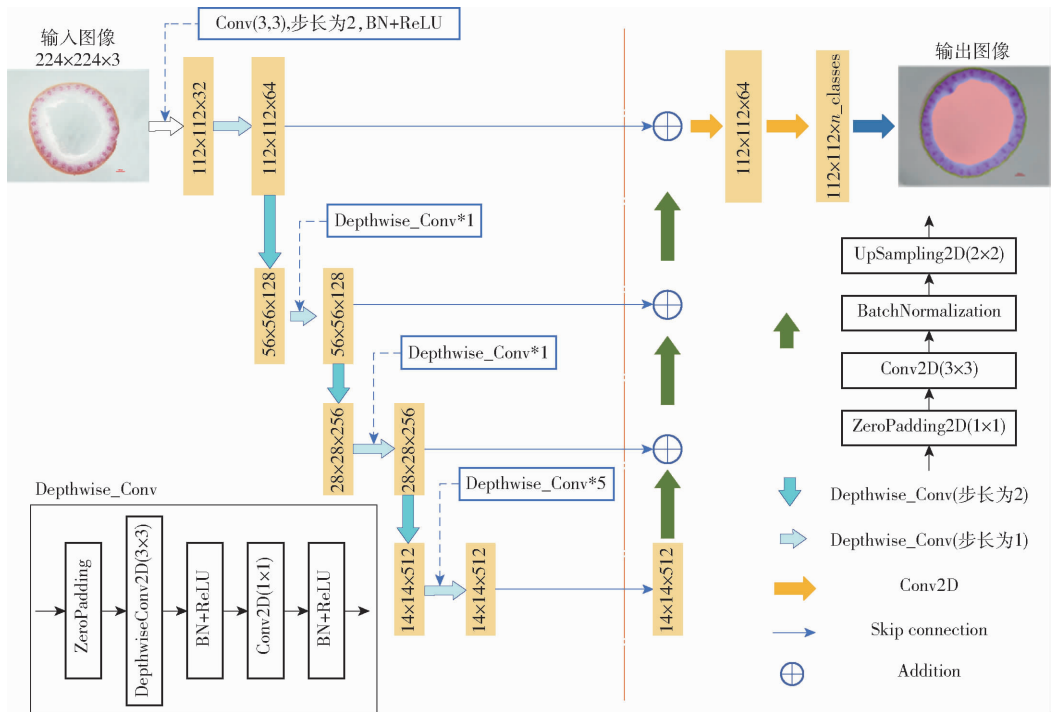 Conv(3,3),步长为2,BN+ReLU
输入图像
224×224×3
输出图像
112×112×32
112×112×64
112×112×64
112×112×n_classes
Depthwise_Conv*1
56×56×128
56×56×128
Depthwise_Conv*1
28×28×256
28×28×256
Depthwise_Conv*5
14×14×512
14×14×512
14×14×512
UpSampling2D(2×2)
BatchNormalization
Conv2D(3×3)
ZeroPadding2D(1×1)
Depthwise_Conv(步长为2)
Depthwise_Conv(步长为1)
Conv2D
Skip connection
Addition
Depthwise_Conv
ZeroPadding
DepthwiseConv2D(3×3)
BN+ReLU
Conv2D(1×1)
BN+ReLU